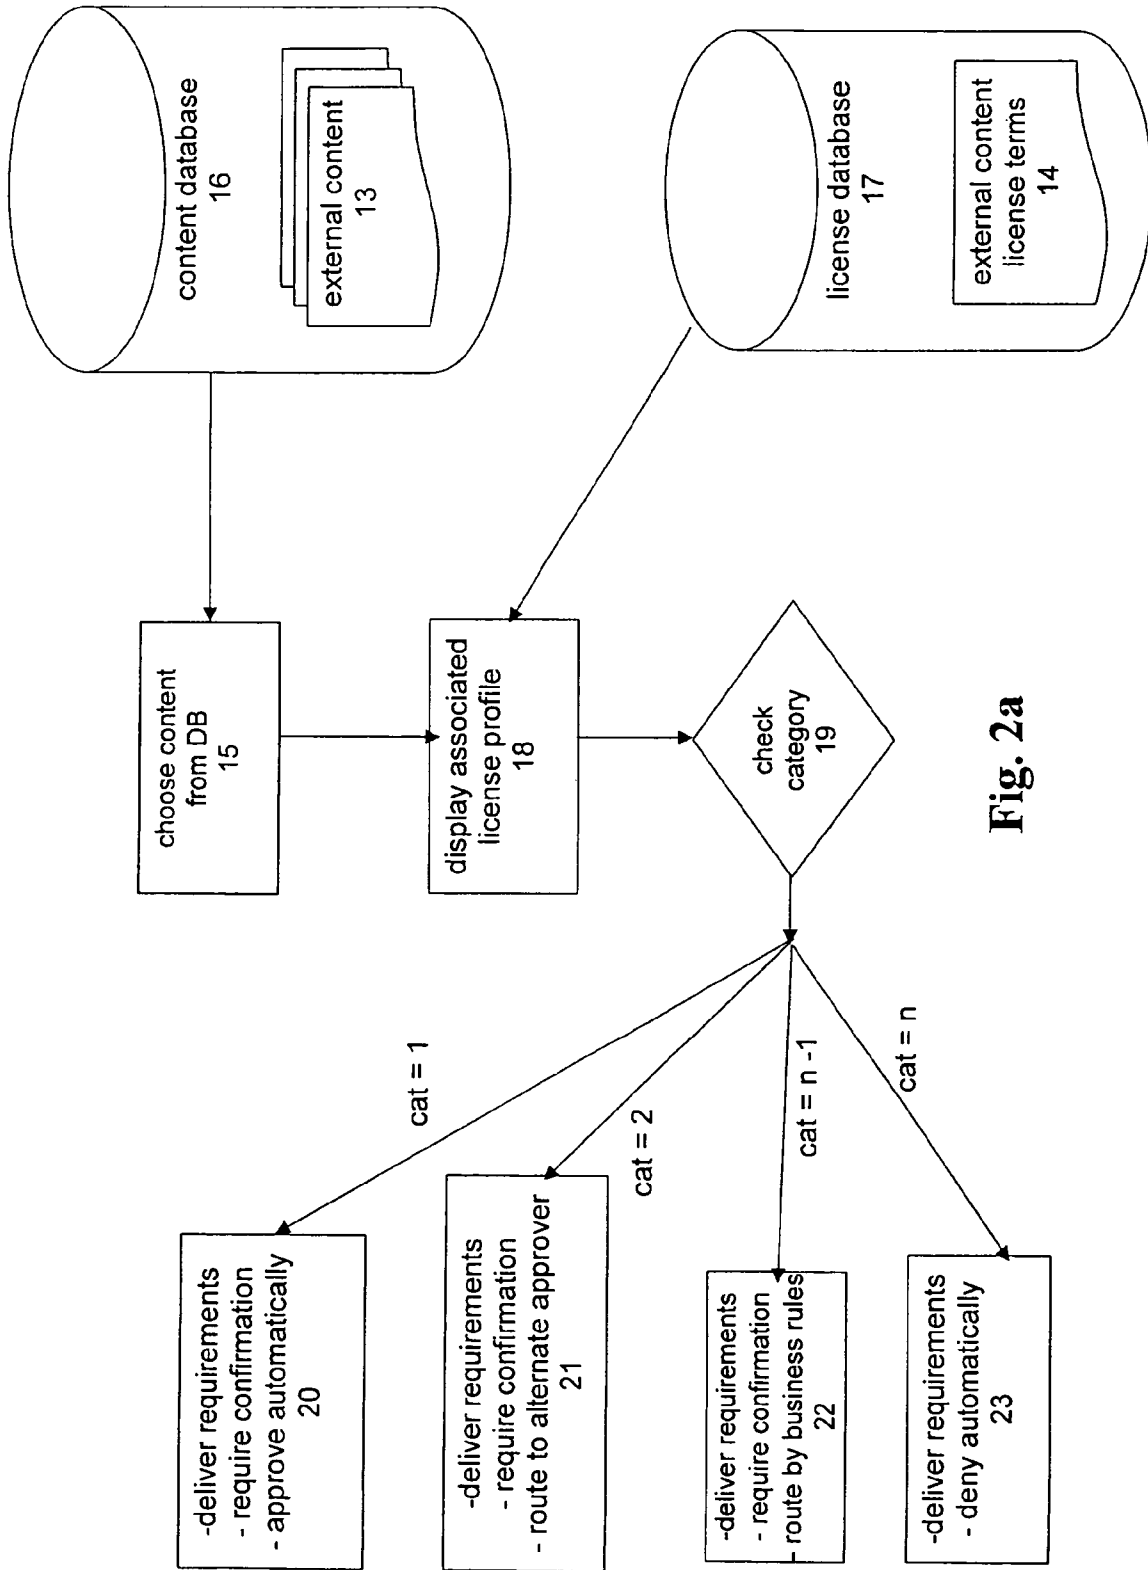 content database
16
external content
13
license database
17
external content
license terms
14
choose content
from DB
15
display associated
license profile
18
check
category
19
cat = 1
cat = 2
cat = n -1
cat = n
-deliver requirements
- require confirmation
- approve automatically
20
-deliver requirements
- require confirmation
- route to alternate approver
21
-deliver requirements
- require confirmation
- route by business rules
22
-deliver requirements
- deny automatically
23
Fig. 2a